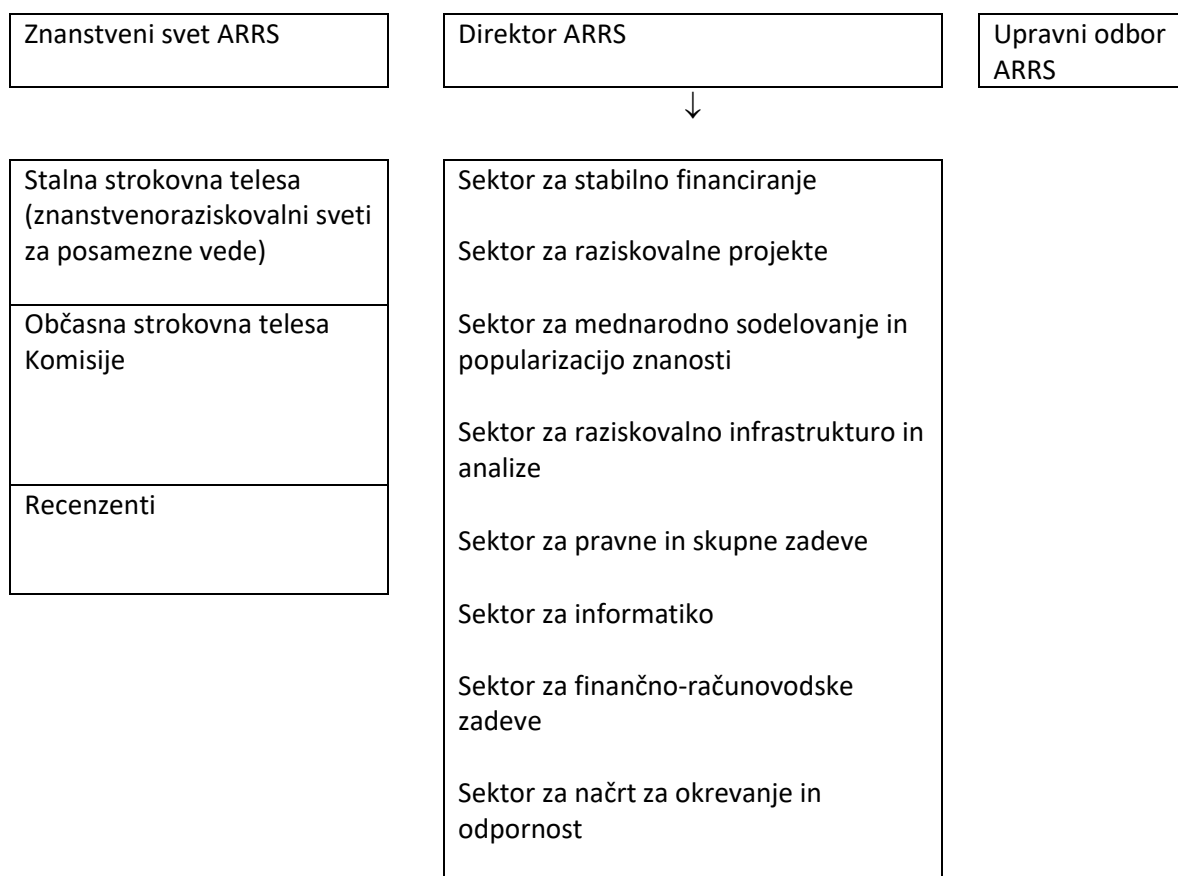 Znanstveni svet ARRS
Direktor ARRS
Upravni odbor
ARRS
↓
Stalna strokovna telesa
(znanstvenoraziskovalni sveti
za posamezne vede)
Občasna strokovna telesa
Komisije
Recenzenti
Sektor za stabilno financiranje
Sektor za raziskovalne projekte
Sektor za mednarodno sodelovanje in
popularizacijo znanosti
Sektor za raziskovalno infrastrukturo in
analize
Sektor za pravne in skupne zadeve
Sektor za informatiko
Sektor za finančno-računovodske
zadeve
Sektor za načrt za okrevanje in
odpornost